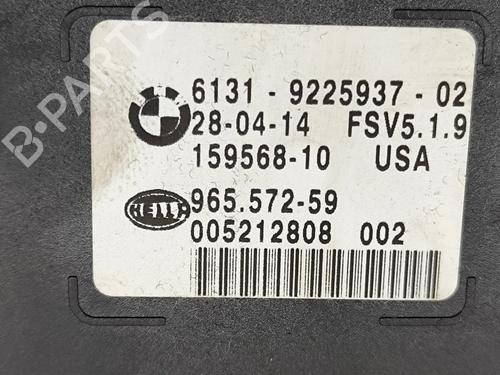 B-PARTS
6131 - 9225937 - 02
28-04-14 FSV5.1.9
159568-10 USA
HELLA 965.572-59
005212808 002